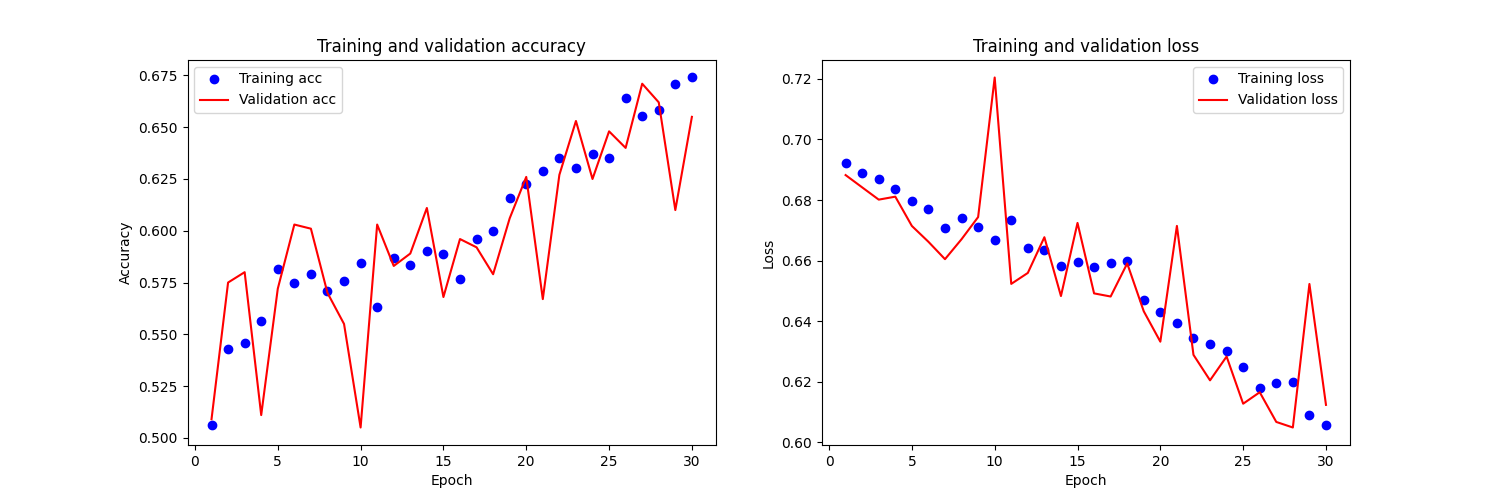 Training and validation accuracy
Training acc
Validation acc
0.675
0.650
0.625
0.600
0.575
0.550
0.525
0.500
Accuracy
0
5
10
15
20
25
30
Epoch
Training and validation loss
Training loss
Validation loss
0.72
0.70
0.68
0.66
0.64
0.62
0.60
Loss
0
5
10
15
20
25
30
Epoch